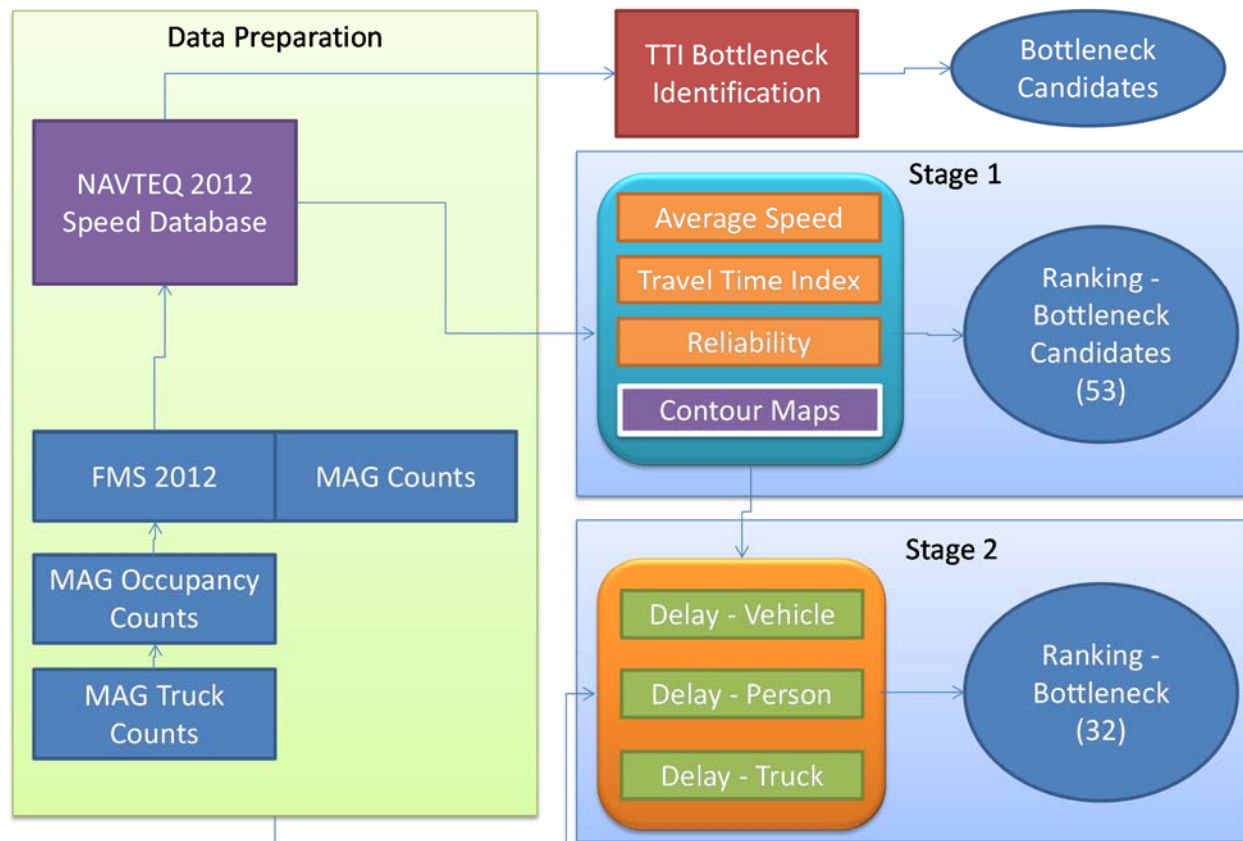 Data Preparation
NAVTEQ 2012
Speed Database
FMS 2012
MAG Counts
MAG Occupancy
Counts
MAG Truck
Counts
TTI Bottleneck
Identification
Bottleneck
Candidates
Stage 1
Average Speed
Travel Time Index
Reliability
Contour Maps
Ranking -
Bottleneck
Candidates
(53)
Stage 2
Delay - Vehicle
Delay - Person
Delay - Truck
Ranking -
Bottleneck
(32)